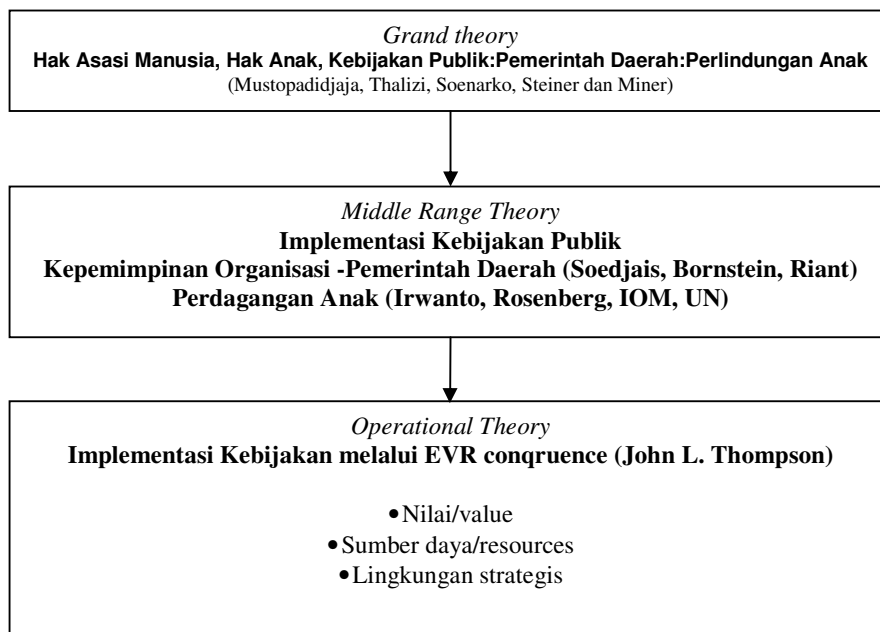 Grand theory
Hak Asasi Manusia, Hak Anak, Kebijakan Publik:Pemerintah Daerah:Perlindungan Anak
(Mustopadidjaja, Thalizi, Soenarko, Steiner dan Miner)
Middle Range Theory
Implementasi Kebijakan Publik
Kepemimpinan Organisasi -Pemerintah Daerah (Soedjais, Bornstein, Riant)
Perdagangan Anak (Irwanto, Rosenberg, IOM, UN)
Operational Theory
Implementasi Kebijakan melalui EVR conqruence (John L. Thompson)
•Nilai/value
•Sumber daya/resources
•Lingkungan strategis